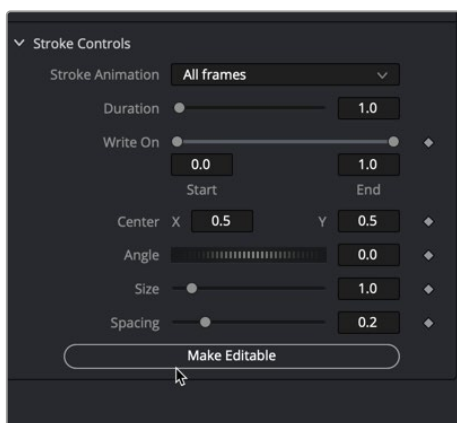 Stroke Controls
Stroke Animation All frames
Duration 1.0
Write On
0.0 1.0
Start End
Center X 0.5 Y 0.5
Angle 0.0
Size 1.0
Spacing 0.2
Make Editable